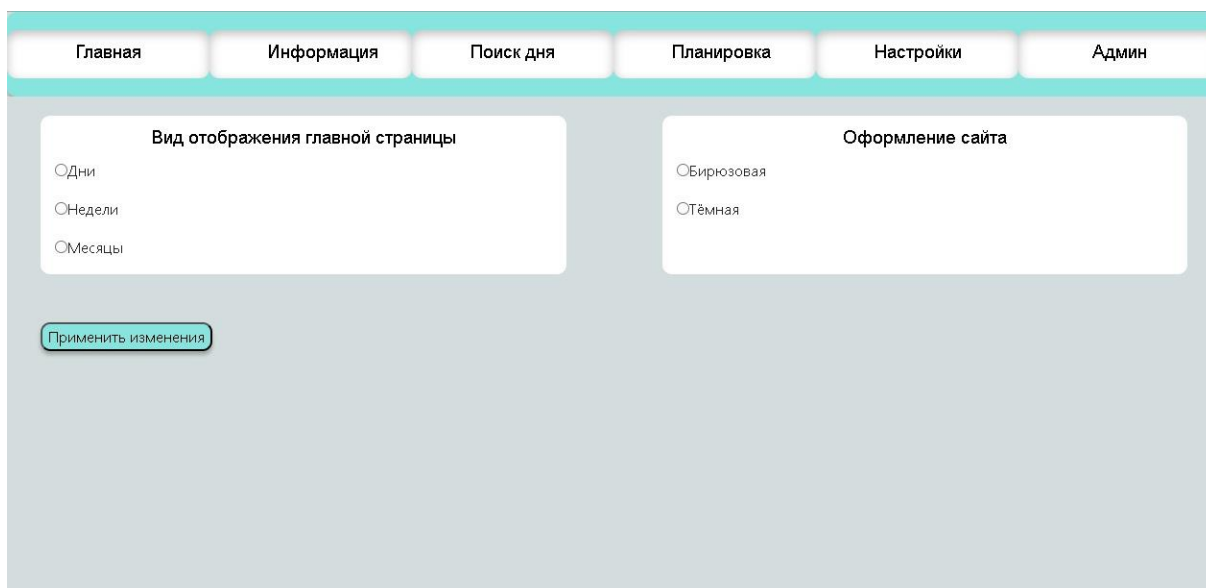 Главная Информация Поиск дня Планировка Настройки Админ
Вид отображения главной страницы
Дни
Недели
Месяцы
Оформление сайта
Бирюзовая
Тёмная
Применить изменения